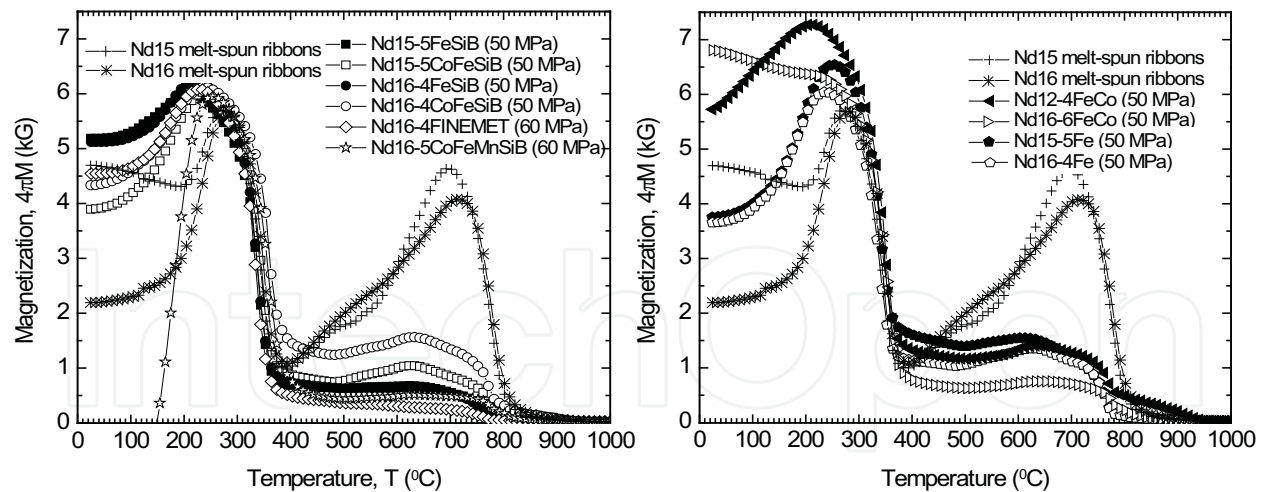 7
6
5
4
3
2
1
0
Magnetization, 4πM (kG)
Nd15 melt-spun ribbons
Nd16 melt-spun ribbons
Nd15-5FeSiB (50 MPa)
Nd15-5CoFeSiB (50 MPa)
Nd16-4FeSiB (50 MPa)
Nd16-4CoFeSiB (50 MPa)
Nd16-4FINEMET (60 MPa)
Nd16-5CoFeMnSiB (60 MPa)
0 100 200 300 400 500 600 700 800 900 1000
Temperature, T (⁰C)
7
6
5
4
3
2
1
0
Magnetization, 4πM (kG)
Nd15 melt-spun ribbons
Nd16 melt-spun ribbons
Nd12-4FeCo (50 MPa)
Nd16-6FeCo (50 MPa)
Nd15-5Fe (50 MPa)
Nd16-4Fe (50 MPa)
0 100 200 300 400 500 600 700 800 900 1000
Temperature (⁰C)
IntechOpen